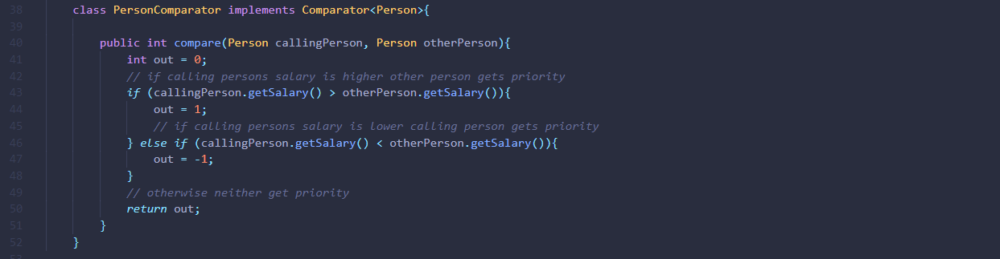 38 class PersonComparator implements Comparator<Person>{
39
40 public int compare(Person callingPerson, Person otherPerson){
41 int out = 0;
42 // if calling persons salary is higher other person gets priority
43 if (callingPerson.getSalary() > otherPerson.getSalary()){
44 out = 1;
45 // if calling persons salary is lower calling person gets priority
46 } else if (callingPerson.getSalary() < otherPerson.getSalary()){
47 out = -1;
48 }
49 // otherwise neither get priority
50 return out;
51 }
52 }